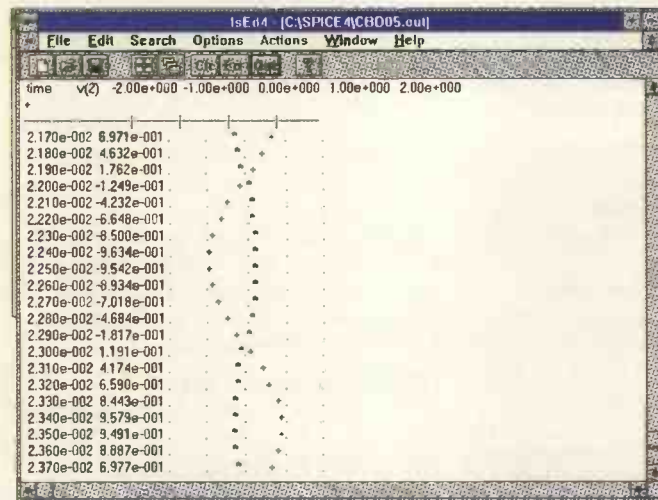 IsEd4 - [C:\SPICE4\CBD05.out]
File Edit Search Options Actions Window Help
time v(2) -2.00e+000 -1.00e+000 0.00e+000 1.00e+000 2.00e+000
+
2.170e-002 6.971e-001
2.180e-002 4.632e-001
2.190e-002 1.762e-001
2.200e-002 -1.249e-001
2.210e-002 -4.232e-001
2.220e-002 -6.648e-001
2.230e-002 -8.500e-001
2.240e-002 -9.634e-001
2.250e-002 -9.542e-001
2.260e-002 -8.934e-001
2.270e-002 -7.018e-001
2.280e-002 -4.684e-001
2.290e-002 -1.817e-001
2.300e-002 1.191e-001
2.310e-002 4.174e-001
2.320e-002 6.590e-001
2.330e-002 8.443e-001
2.340e-002 9.579e-001
2.350e-002 9.491e-001
2.360e-002 8.887e-001
2.370e-002 6.977e-001